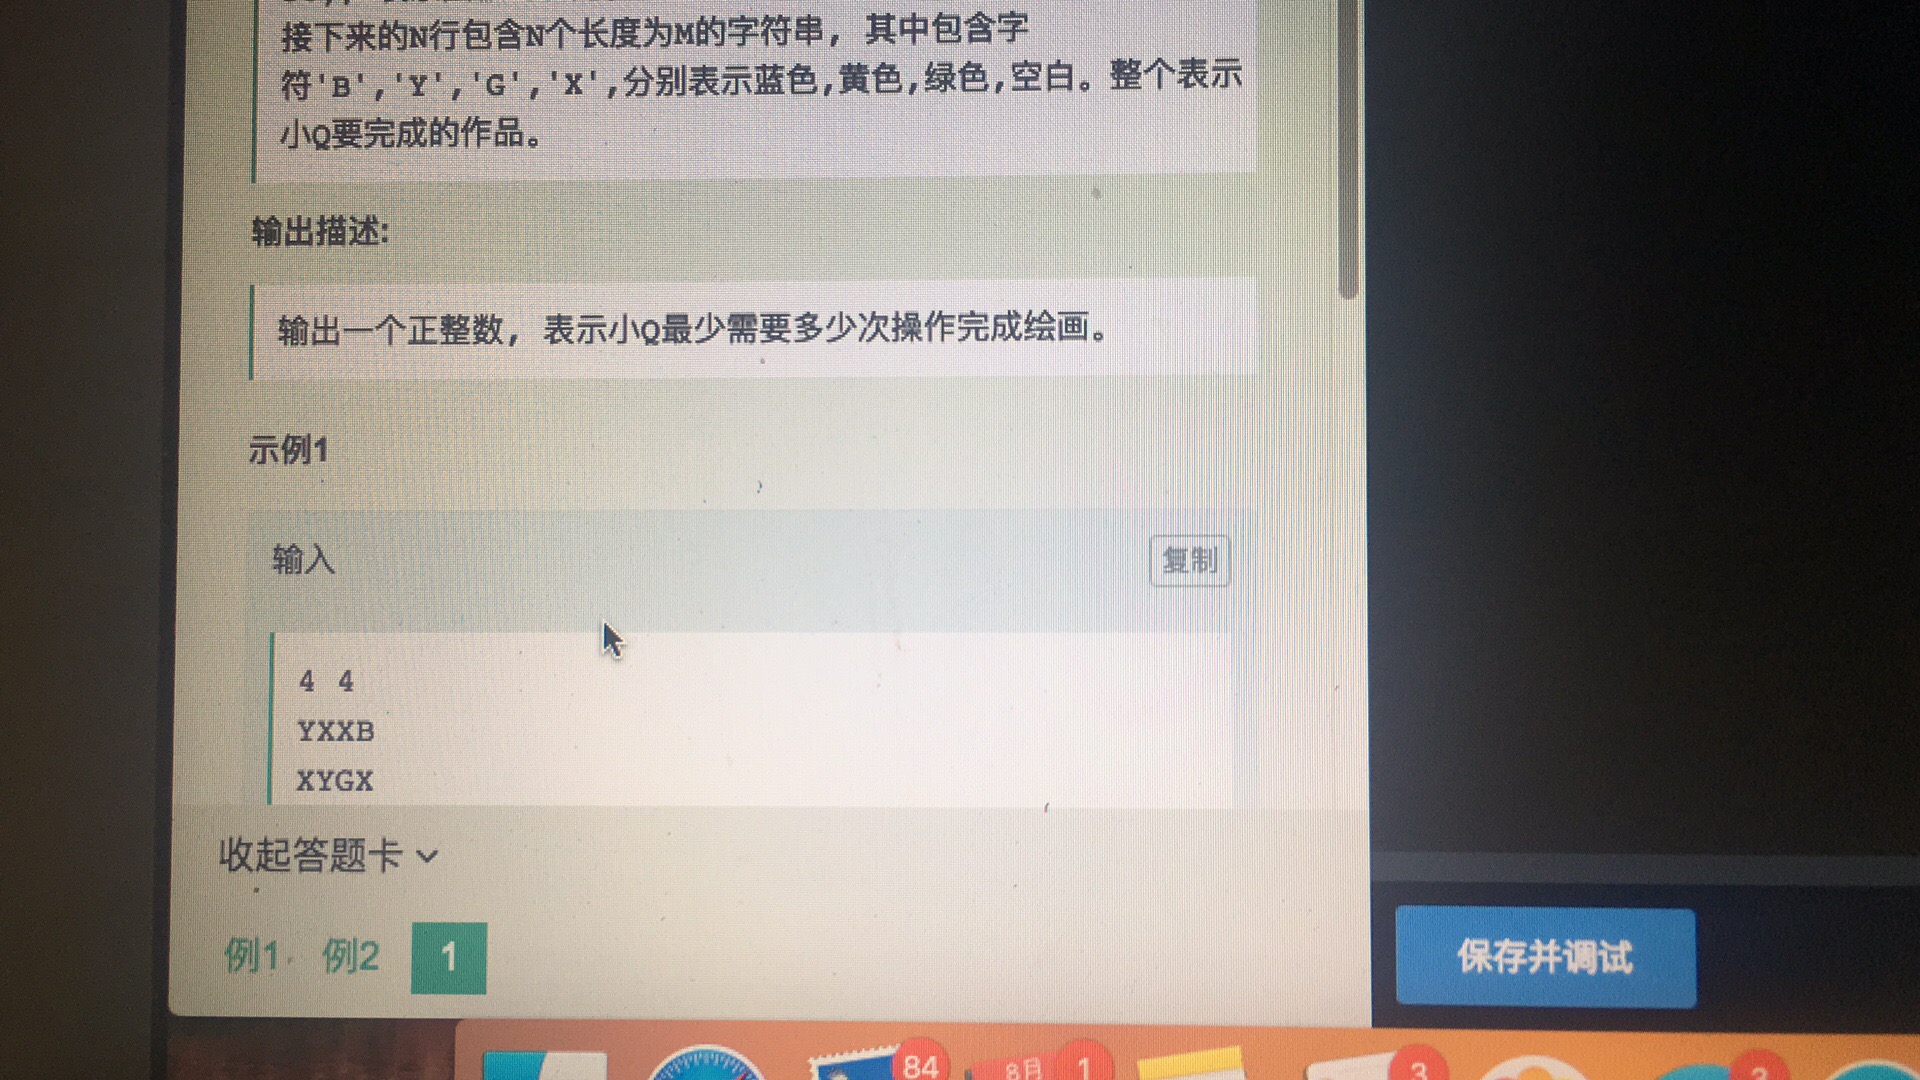 接下来的N行包含N个长度为M的字符串，其中包含字
符'B','Y','G','X',分别表示蓝色,黄色,绿色,空白。整个表示
小Q要完成的作品。
输出描述:
输出一个正整数，表示小Q最少需要多少次操作完成绘画。
示例1
输入
复制
4 4
YXXB
XYGX
收起答题卡
例1
例2
1
保存并调试
84
8月
1
3